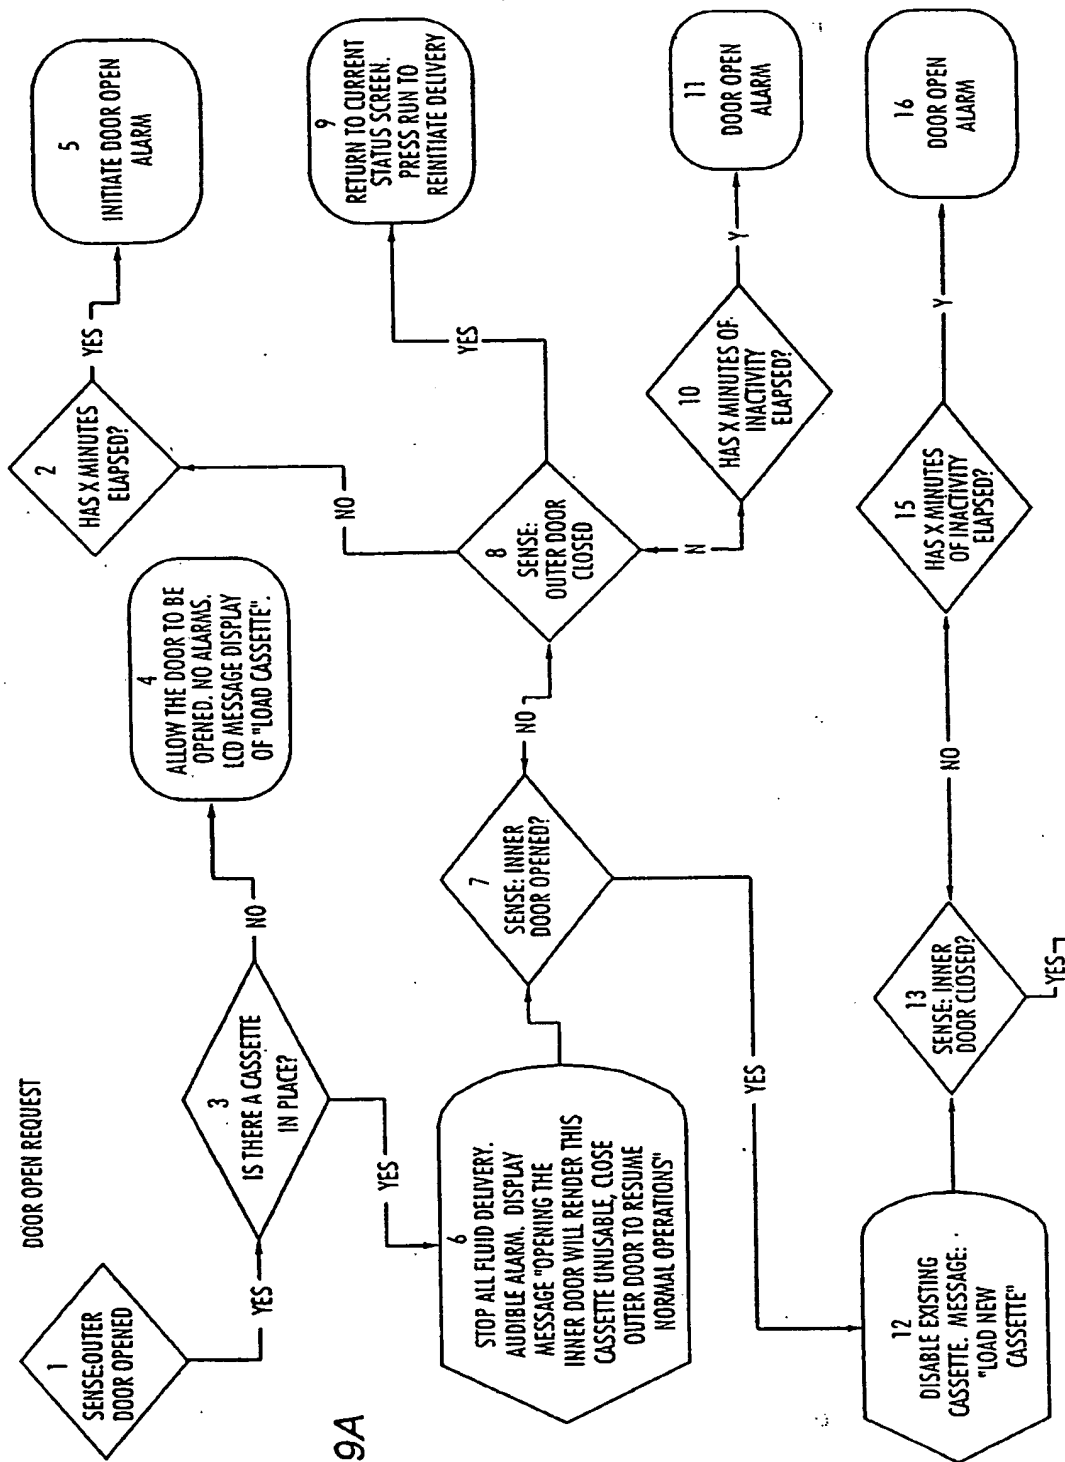 DOOR OPEN REQUEST
1
SENSE:OUTER
DOOR OPENED
YES
3
IS THERE A CASSETTE
IN PLACE?
NO
4
ALLOW THE DOOR TO BE
OPENED. NO ALARMS.
LCD MESSAGE DISPLAY
OF "LOAD CASSETTE".
YES
2
HAS X MINUTES
ELAPSED?
YES
5
INITIATE DOOR OPEN
ALARM
6
STOP ALL FLUID DELIVERY.
AUDIBLE ALARM. DISPLAY
MESSAGE "OPENING THE
INNER DOOR WILL RENDER THIS
CASSETTE UNUSABLE, CLOSE
OUTER DOOR TO RESUME
NORMAL OPERATIONS"
7
SENSE: INNER
DOOR OPENED?
NO
8
SENSE:
OUTER DOOR
CLOSED
NO
YES
9
RETURN TO CURRENT
STATUS SCREEN.
PRESS RUN TO
REINITIATE DELIVERY
N
10
HAS X MINUTES OF
INACTIVITY
ELAPSED?
Y
11
DOOR OPEN
ALARM
YES
12
DISABLE EXISTING
CASSETTE. MESSAGE:
"LOAD NEW
CASSETTE"
13
SENSE: INNER
DOOR CLOSED?
YES
NO
15
HAS X MINUTES
OF INACTIVITY
ELAPSED?
Y
16
DOOR OPEN
ALARM
9A